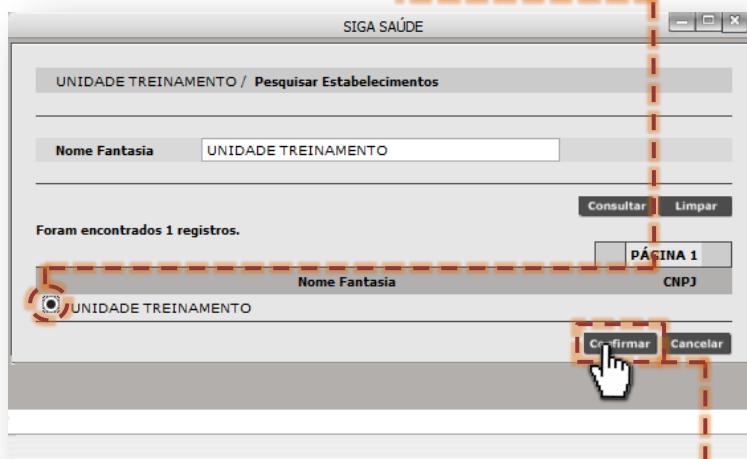 SIGA SAÚDE
UNIDADE TREINAMENTO / Pesquisar Estabelecimentos
Nome Fantasia UNIDADE TREINAMENTO
Consultar Limpar
Foram encontrados 1 registros.
PÁGINA 1
Nome Fantasia CNPJ
UNIDADE TREINAMENTO
Confirmar Cancelar